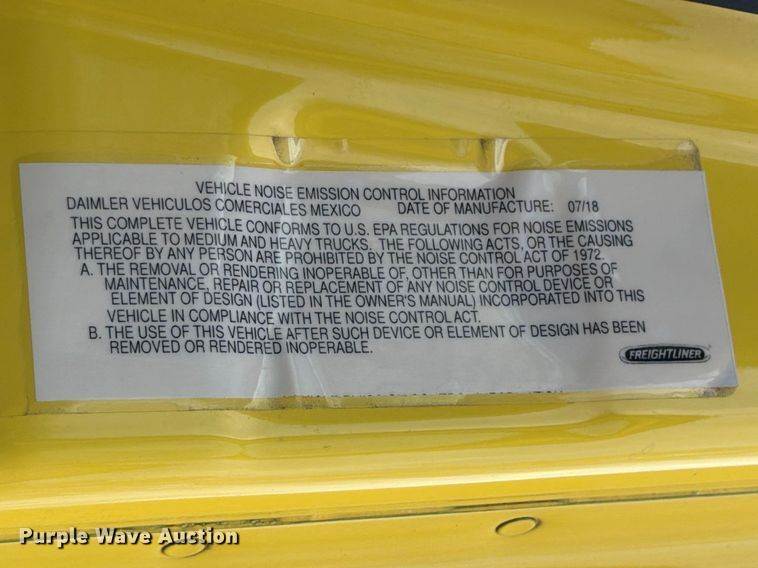 VEHICLE NOISE EMISSION CONTROL INFORMATION
DAIMLER VEHICULOS COMERCIALES MEXICO DATE OF MANUFACTURE: 07/18
THIS COMPLETE VEHICLE CONFORMS TO U.S. EPA REGULATIONS FOR NOISE EMISSIONS
APPLICABLE TO MEDIUM AND HEAVY TRUCKS. THE FOLLOWING ACTS, OR THE CAUSING
THEREOF BY ANY PERSON ARE PROHIBITED BY THE NOISE CONTROL ACT OF 1972.
A. THE REMOVAL OR RENDERING INOPERABLE OF, OTHER THAN FOR PURPOSES OF
MAINTENANCE, REPAIR OR REPLACEMENT OF ANY NOISE CONTROL DEVICE OR
ELEMENT OF DESIGN (LISTED IN THE OWNER'S MANUAL) INCORPORATED INTO THIS
VEHICLE IN COMPLIANCE WITH THE NOISE CONTROL ACT.
B. THE USE OF THIS VEHICLE AFTER SUCH DEVICE OR ELEMENT OF DESIGN HAS BEEN
REMOVED OR RENDERED INOPERABLE.
FREIGHTLINER
Purple Wave Auction